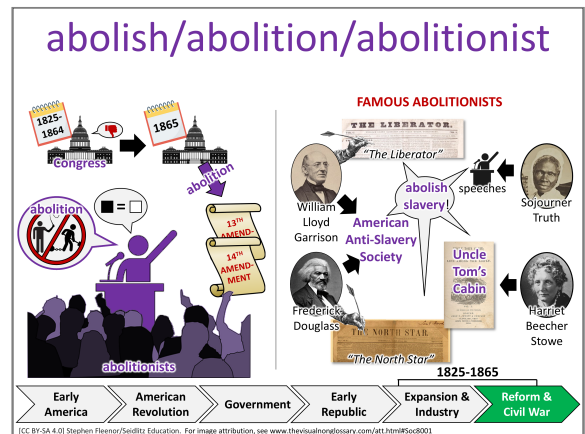 abolish/abolition/abolitionist
1825-
1864
Congress
1865
abolition
abolition
=
13TH
AMEND-
14TH
AMEND-
MENT
abolitionists
FAMOUS ABOLITIONISTS
THE LIBERATOR.
"The Liberator"
William
Lloyd
Garrison
American
Anti-Slavery
Society
abolish
slavery!
speeches
Sojourner
Truth
Frederick
Douglass
THE NORTH STAR.
"The North Star"
Uncle
Tom's
Cabin
Harriet
Beecher
Stowe
1825-1865
Early
America
American
Revolution
Government
Early
Republic
Expansion &
Industry
Reform &
Civil War
[CC BY-SA 4.0] Stephen Fleenor/Seidlitz Education. For image attribution, see www.thevisualnonglossary.com/att.html#Soc8001